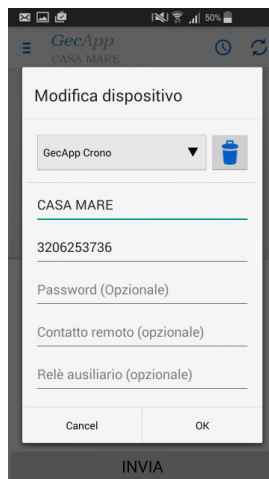 50%
GecApp
CASA MARE
Modifica dispositivo
GecApp Crono
CASA MARE
3206253736
Password (Opzionale)
Contatto remoto (opzionale)
Relè ausiliario (opzionale)
Cancel OK
INVIA